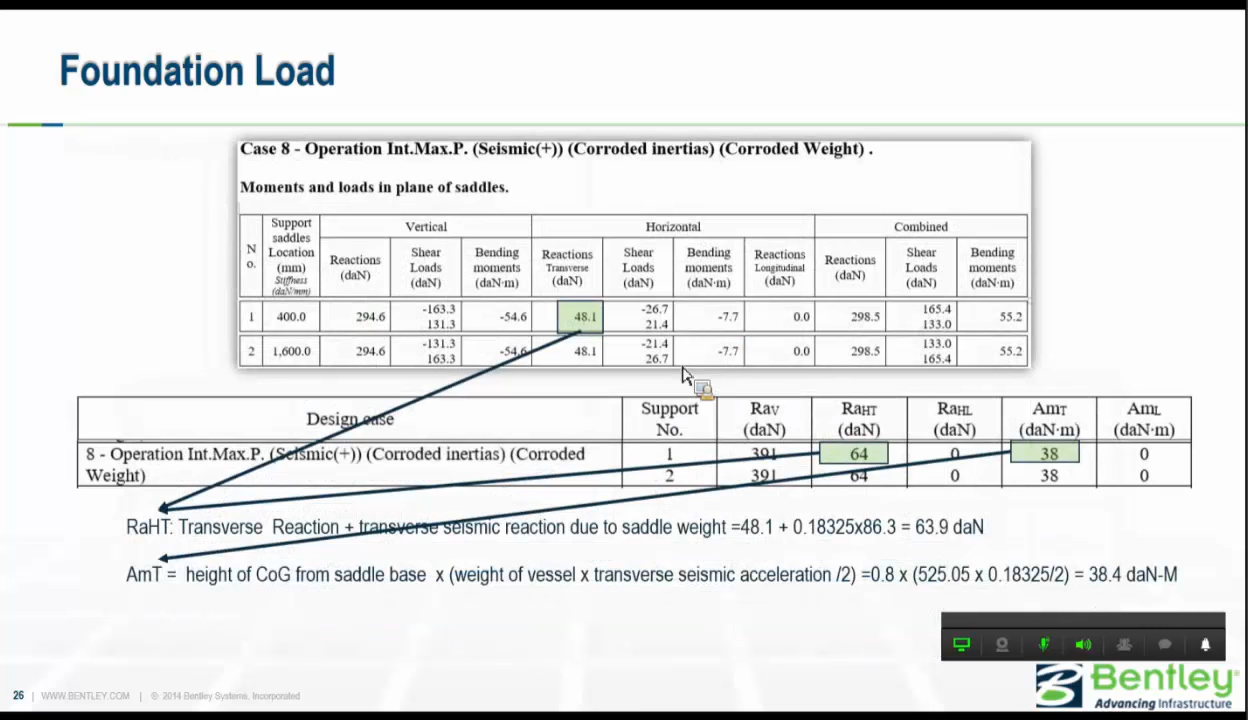 Foundation Load
Case 8 - Operation Int.Max.P. (Seismic(+)) (Corroded inertias) (Corroded Weight) .
Moments and loads in plane of saddles.
N o. Support saddles Location (mm) Stiffness (daN/mm) Vertical Horizontal Combined
Reactions (daN) Shear Loads (daN) Bending moments (daN·m) Reactions Transverse (daN) Shear Loads (daN) Bending moments (daN·m) Reactions Longitudinal (daN) Reactions (daN) Shear Loads (daN) Bending moments (daN·m)
1 400.0 294.6 -163.3 131.3 -54.6 48.1 -26.7 21.4 -7.7 0.0 298.5 165.4 133.0 55.2
2 1,600.0 294.6 -131.3 163.3 -54.6 48.1 -21.4 26.7 -7.7 0.0 298.5 133.0 165.4 55.2
Design case Support No. RaV (daN) RaHT (daN) RaHL (daN) AmT (daN·m) AmL (daN·m)
8 - Operation Int.Max.P. (Seismic(+)) (Corroded inertias) (Corroded 1 391 64 0 38 0
Weight) 2 391 64 0 38 0
RaHT: Transverse Reaction + transverse seismic reaction due to saddle weight =48.1 + 0.18325x86.3 = 63.9 daN
AmT = height of CoG from saddle base x (weight of vessel x transverse seismic acceleration /2) =0.8 x (525.05 x 0.18325/2) = 38.4 daN-M
26 | WWW.BENTLEY.COM | © 2014 Bentley Systems, Incorporated
Bentley®
Advancing Infrastructure